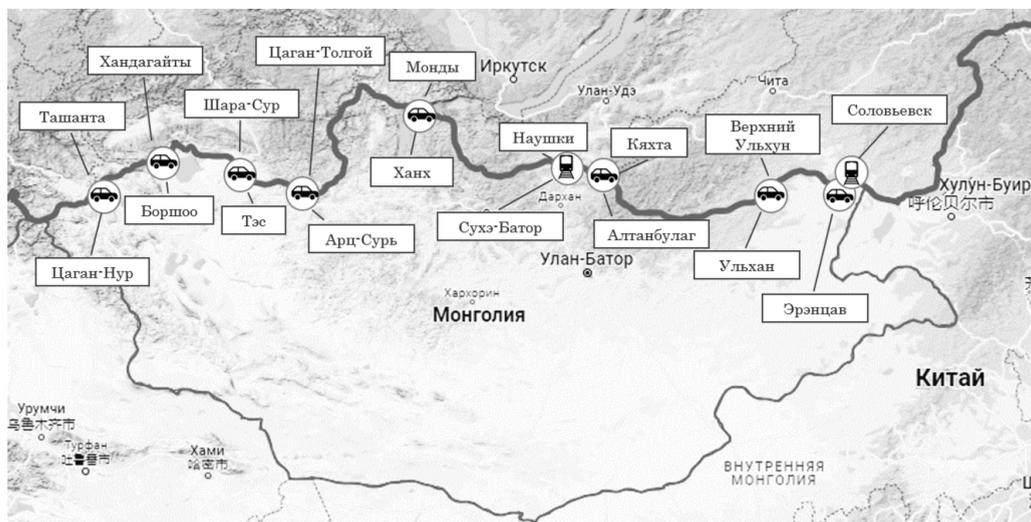 Цаган-Толгой
Хандагайты
Монды
Иркутск
Чита
Соловьевск
Улан-Удэ
Шара-Сур
Ташанта
Верхний
Ульхун
Наушки
Кяхта
Ханх
Хулун-Буир
呼伦贝尔市
Дархан
Боршоо
Тэс
Арц-Сурь
Сухэ-Батор
Алтанбулаг
Улан-Батор
Ульхан
Цаган-Нур
Эрэнцав
Хархорин
Монголия
Китай
Урумчи
乌鲁木齐市
Турфан
吐鲁番市
Хами
哈密市
ВНУТРЕННЯЯ
МОНГОЛИЯ